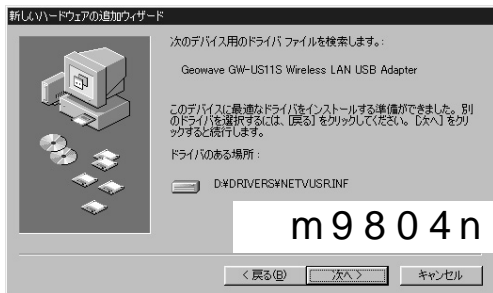 新しいハードウェアの追加ウィザード
次のデバイス用のドライバ ファイルを検索します。:
Geowave GW-US11S Wireless LAN USB Adapter
このデバイスに最適なドライバをインストールする準備ができました。別
のドライバを選択するには、[戻る] をクリックしてください。[次へ] をクリ
ックすると続行します。
ドライバのある場所:
D:¥DRIVERS¥NETVUSR.INF
m9804n
< 戻る(B)
次へ >
キャンセル